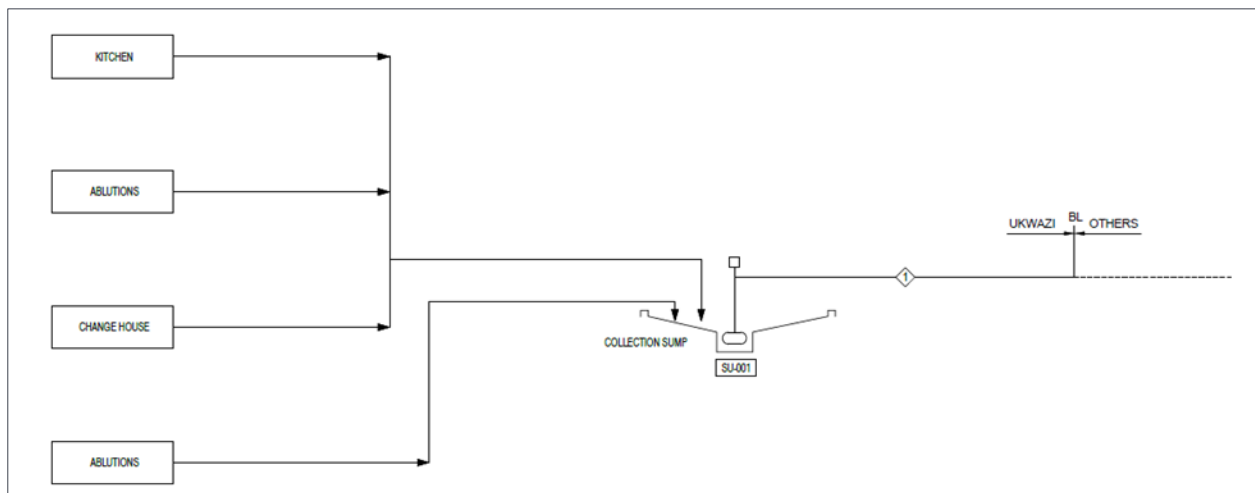 KITCHEN
ABLUTIONS
UKWAZI BL OTHERS
1
CHANGE HOUSE
COLLECTION SUMP
SU-001
ABLUTIONS